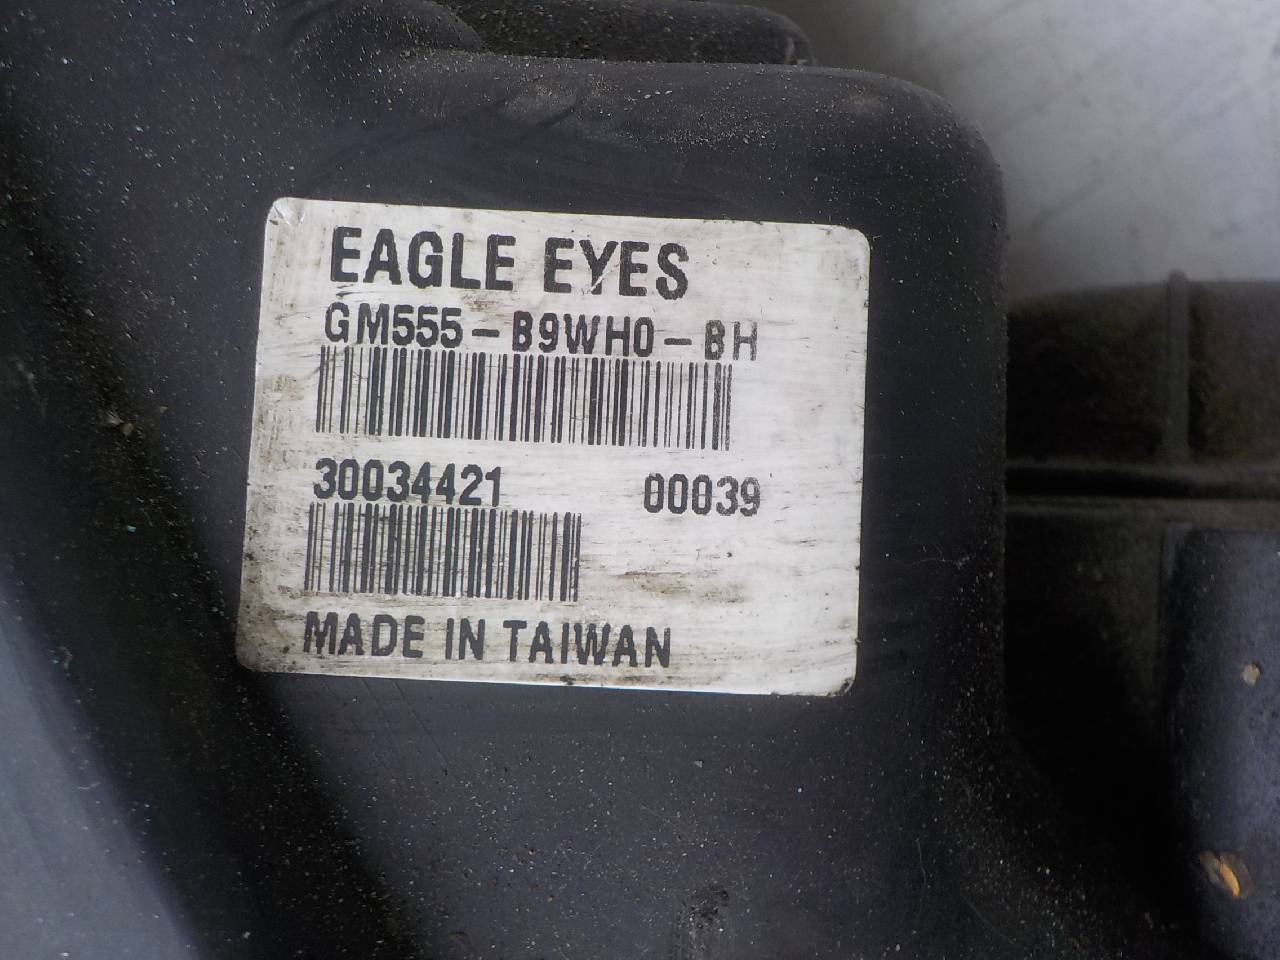 EAGLE EYES
GM555-B9WH0-BH
30034421 00039
MADE IN TAIWAN